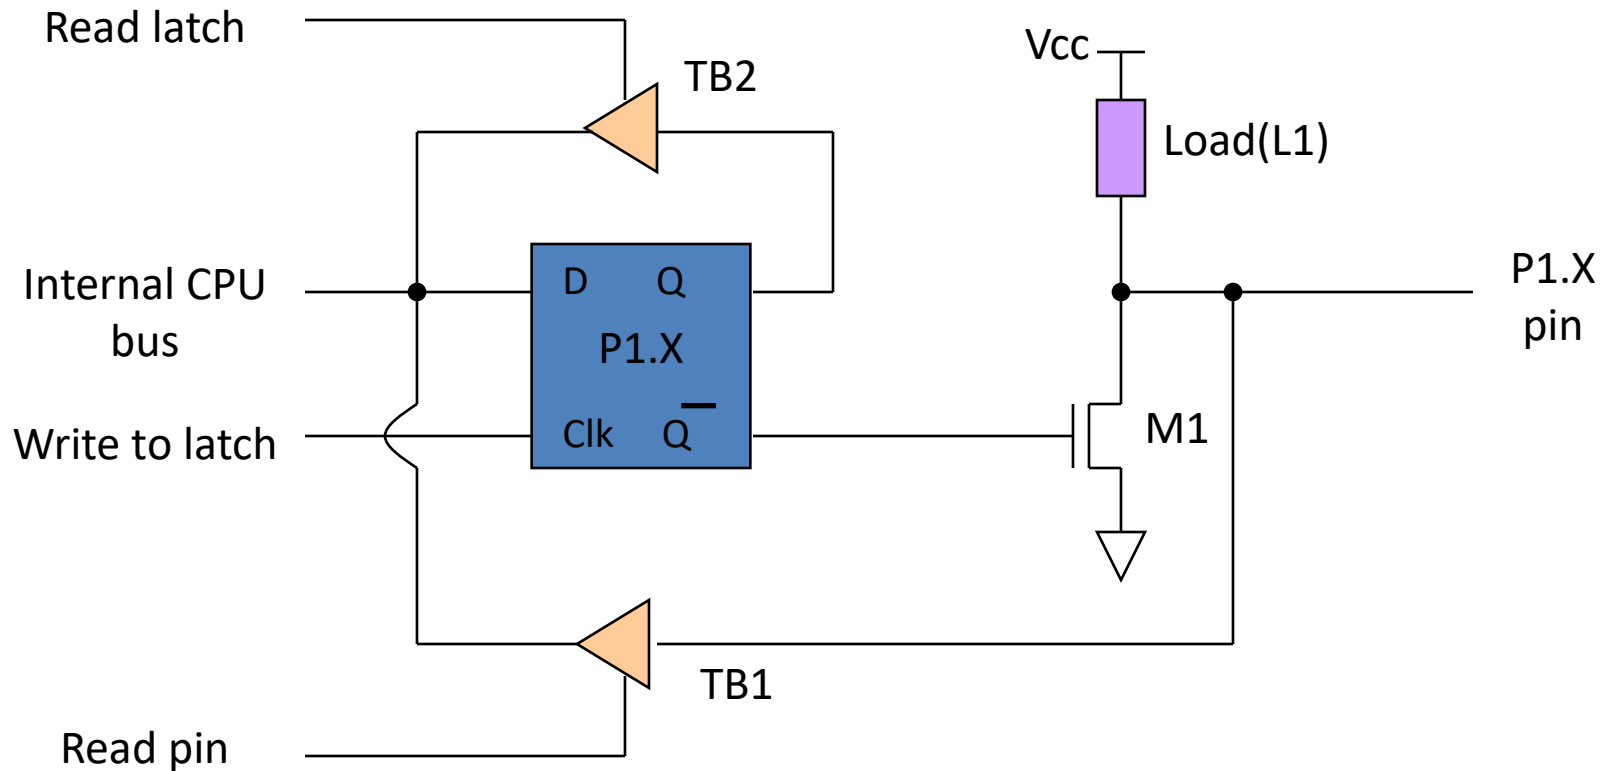 Read latch
TB2
Vcc
Load(L1)
Internal CPU
bus
D Q
P1.X
Clk Q̅
P1.X
pin
Write to latch
M1
TB1
Read pin